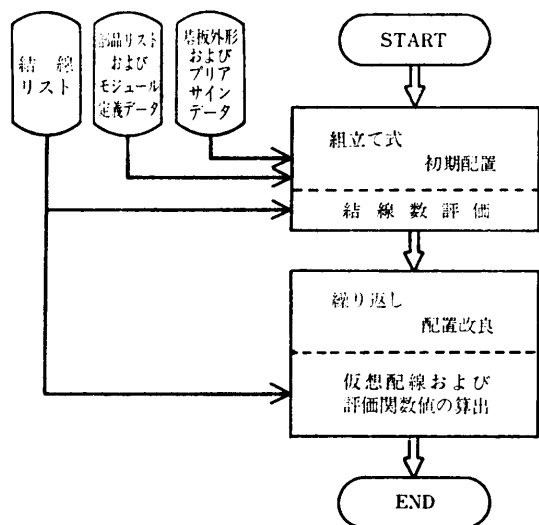 結線
リスト
部品リスト
および
モジュール
定義データ
基板外形
および
プリア
サイン
データ
START
組立て式
初期配置
結線数評価
繰り返し
配置改良
仮想配線および
評価関数値の算出
END